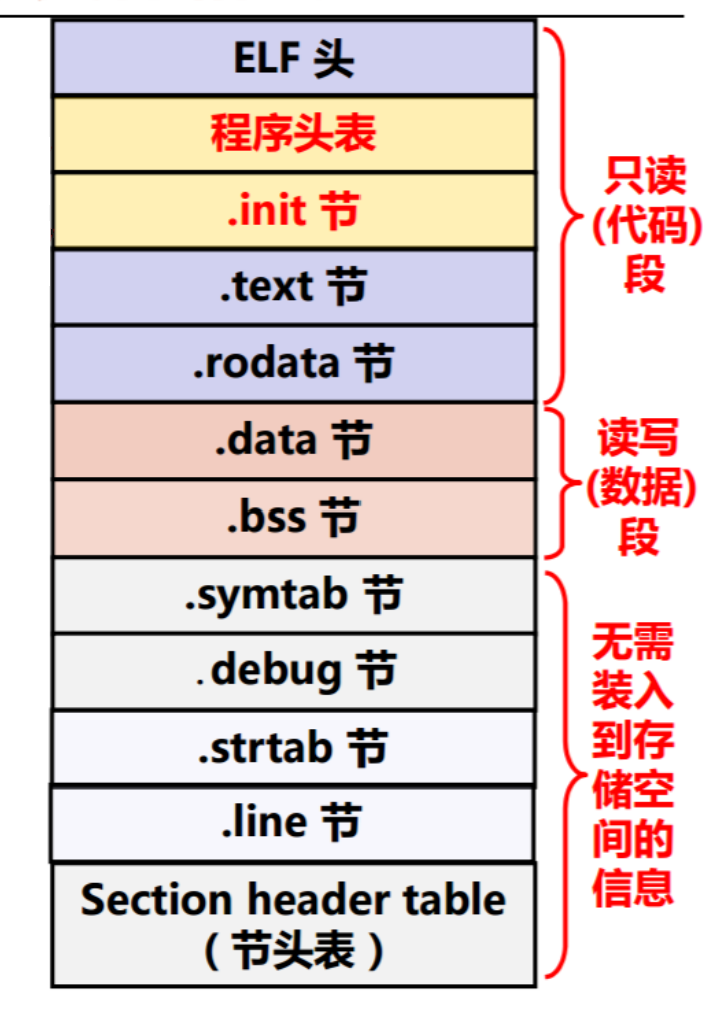 ELF 头
程序头表
.init 节
.text 节
.rodata 节
只读
(代码)
段
.data 节
.bss 节
读写
(数据)
段
.symtab 节
.debug 节
.strtab 节
.line 节
Section header table
（节头表）
无需
装入
到存
储空
间的
信息